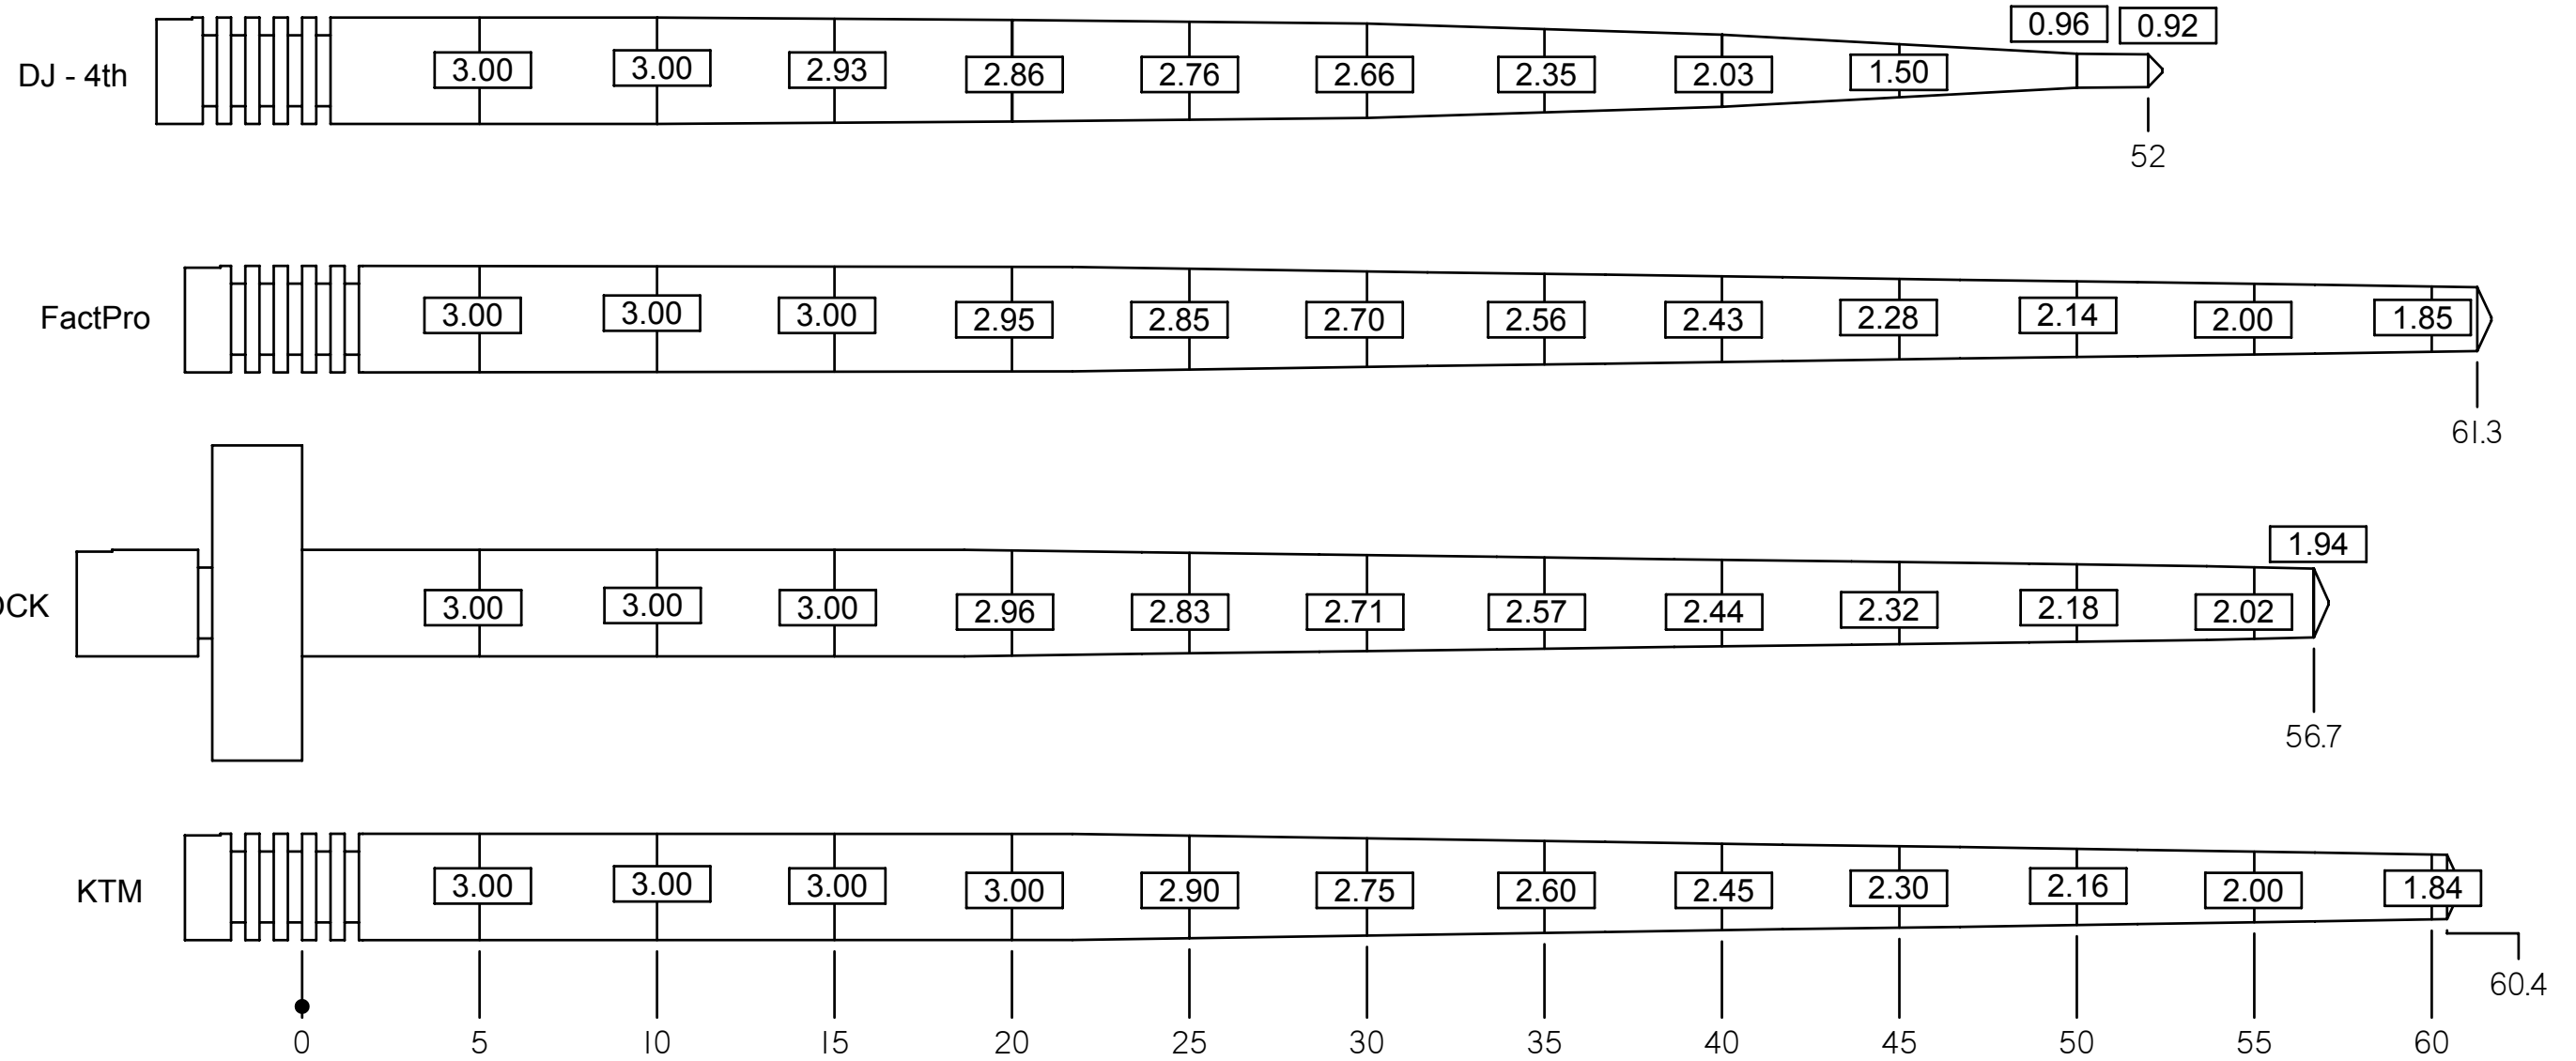 0.96 0.92
DJ - 4th 3.00 3.00 2.93 2.86 2.76 2.66 2.35 2.03 1.50
52
FactPro 3.00 3.00 3.00 2.95 2.85 2.70 2.56 2.43 2.28 2.14 2.00 1.85
61.3
1.94
OCK 3.00 3.00 3.00 2.96 2.83 2.71 2.57 2.44 2.32 2.18 2.02
56.7
KTM 3.00 3.00 3.00 3.00 2.90 2.75 2.60 2.45 2.30 2.16 2.00 1.84
60.4
0 5 10 15 20 25 30 35 40 45 50 55 60